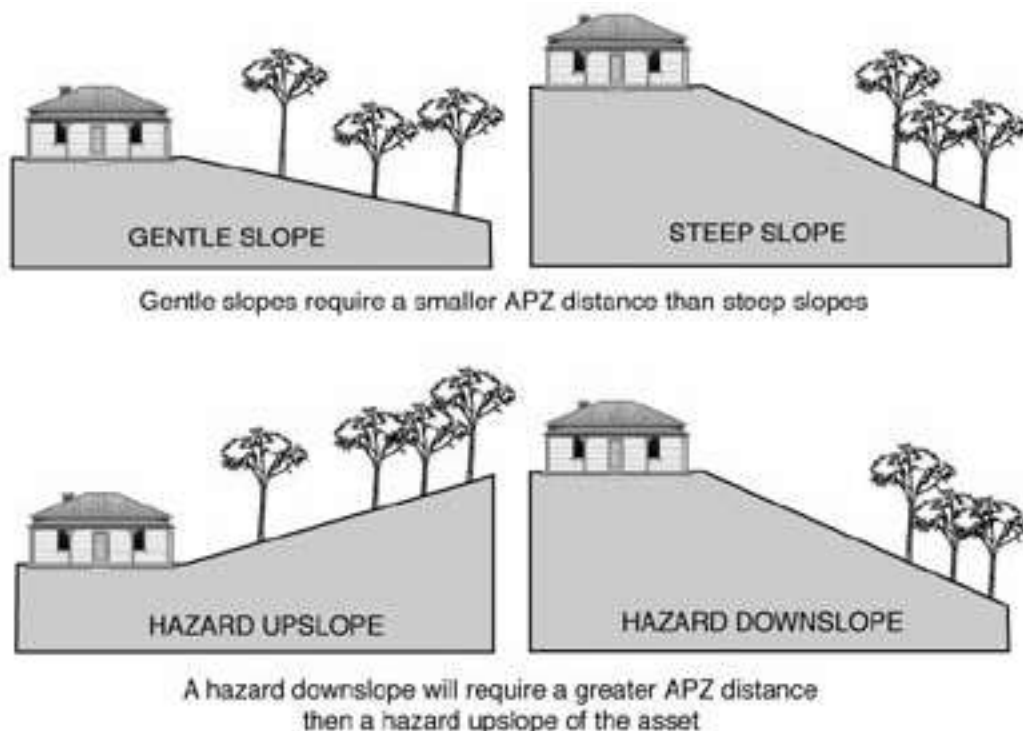 GENTLE SLOPE
STEEP SLOPE
Gentle slopes require a smaller APZ distance than steep slopes
HAZARD UPSLOPE
HAZARD DOWNSLOPE
A hazard downslope will require a greater APZ distance
then a hazard upslope of the asset